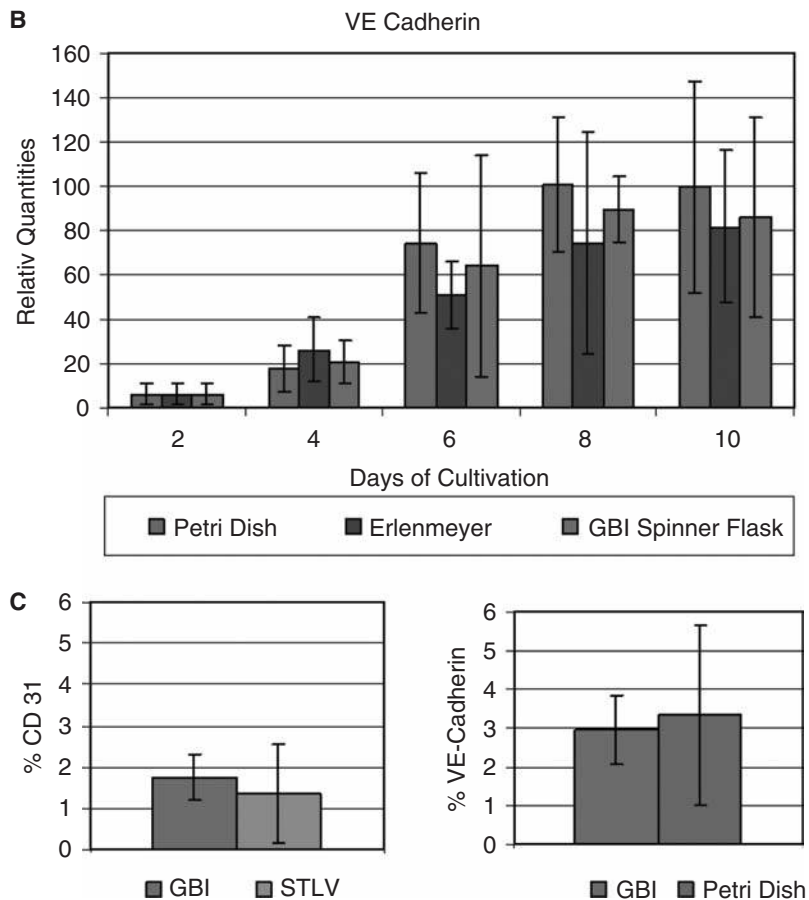 B
VE Cadherin
160
140
120
100
80
60
40
20
0
Relativ Quantities
2 4 6 8 10
Days of Cultivation
Petri Dish Erlenmeyer GBI Spinner Flask
C
6
5
4
3
2
1
0
% CD 31
GBI STLV
6
5
4
3
2
1
0
% VE-Cadherin
GBI Petri Dish